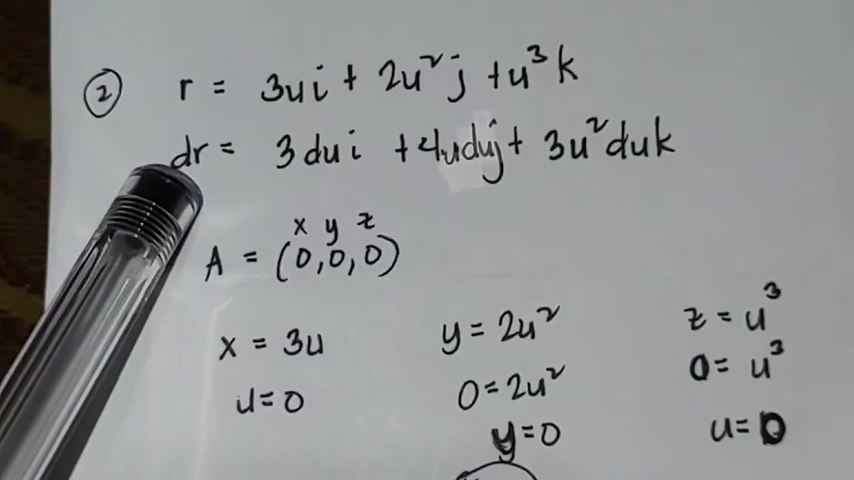 ② r = 3ui + 2u²j + u³k
dr = 3dui + 4uduj + 3u²duk
x y z
A = (0,0,0)
x = 3u y = 2u² z = u³
u=0 0=2u² 0= u³
y=0 u=0